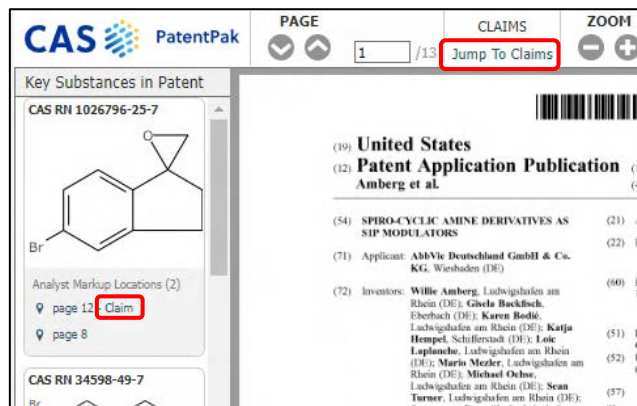 CAS PatentPak
PAGE
1 /13
CLAIMS
Jump To Claims
ZOOM
Key Substances in Patent
CAS RN 1026796-25-7
O
Br
Analyst Markup Locations (2)
page 12 - Claim
page 8
CAS RN 34598-49-7
Br
(19) United States
(12) Patent Application Publication
Amberg et al.
(54) SPIRO-CYCLIC AMINE DERIVATIVES AS
S1P MODULATORS
(71) Applicant: AbbVie Deutschland GmbH & Co.
KG, Wiesbaden (DE)
(72) Inventors: Willie Amberg, Ludwigshafen am
Rhein (DE); Gisela Backfisch,
Eberbach (DE); Karen Bodié,
Ludwigshafen am Rhein (DE); Katja
Hempel, Schifferstadt (DE); Loic
Laplanche, Ludwigshafen am Rhein
(DE); Mario Mezler, Ludwigshafen am
Rhein (DE); Michael Ochse,
Ludwigshafen am Rhein (DE); Sean
Turner, Ludwigshafen am Rhein (DE);
(21)
(22)
(60)
(51)
(52)
(57)